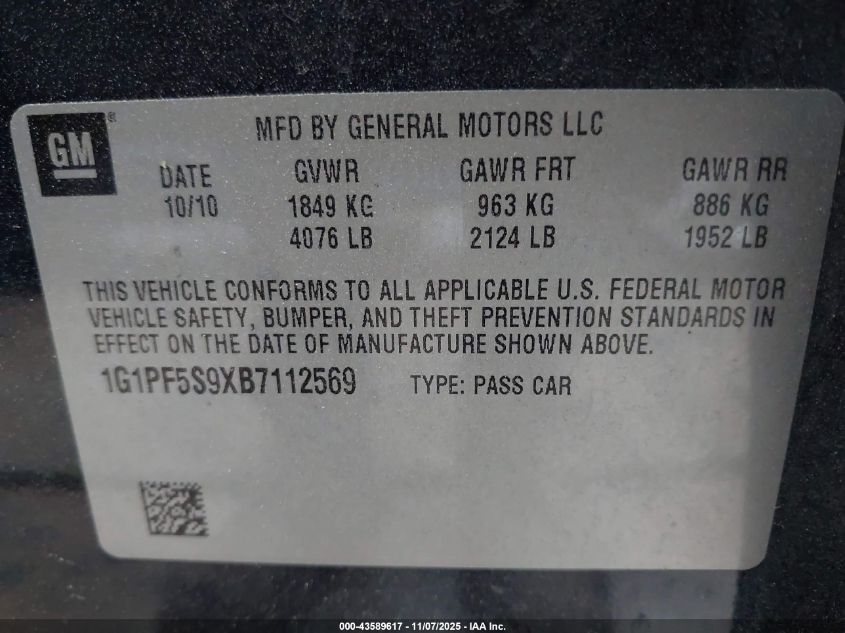 GM®
MFD BY GENERAL MOTORS LLC
DATE GVWR GAWR FRT GAWR RR
10/10 1849 KG 963 KG 886 KG
4076 LB 2124 LB 1952 LB
THIS VEHICLE CONFORMS TO ALL APPLICABLE U.S. FEDERAL MOTOR
VEHICLE SAFETY, BUMPER, AND THEFT PREVENTION STANDARDS IN
EFFECT ON THE DATE OF MANUFACTURE SHOWN ABOVE.
1G1PF5S9XB7112569 TYPE: PASS CAR
000-43589617 - 11/07/2025 - IAA Inc.